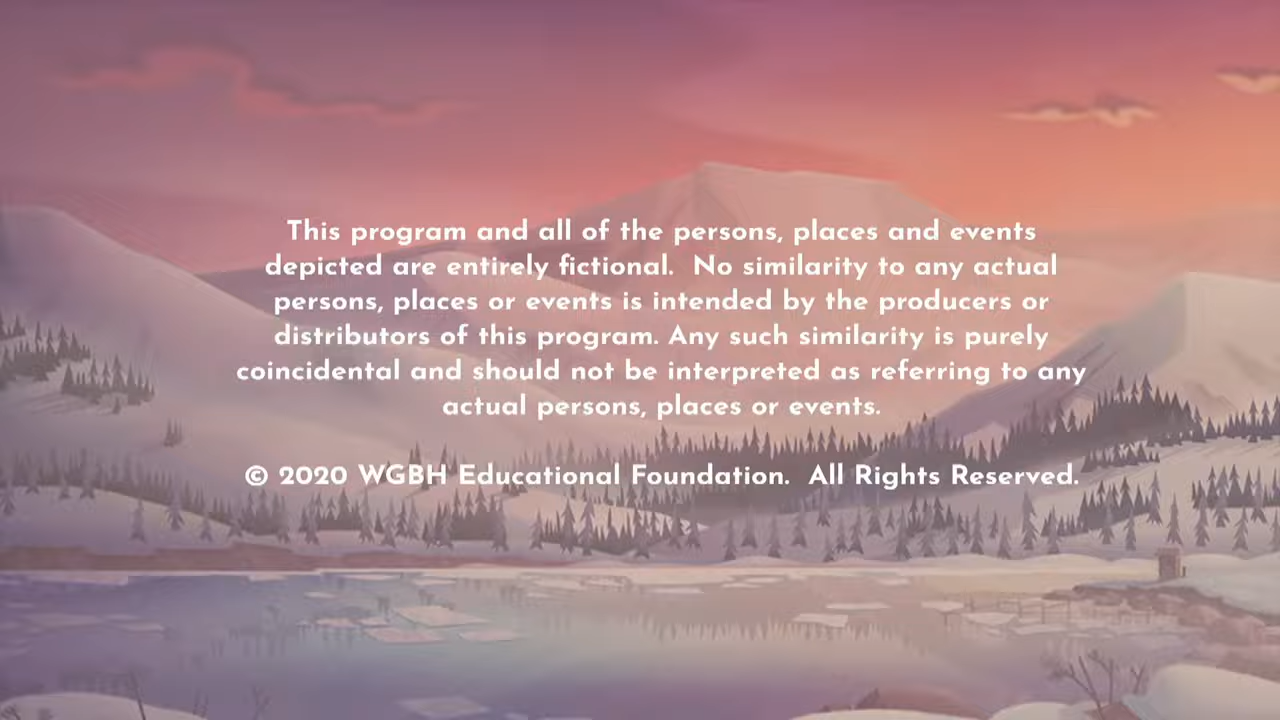 This program and all of the persons, places and events
depicted are entirely fictional.  No similarity to any actual
persons, places or events is intended by the producers or
distributors of this program. Any such similarity is purely
coincidental and should not be interpreted as referring to any
actual persons, places or events.
© 2020 WGBH Educational Foundation.  All Rights Reserved.